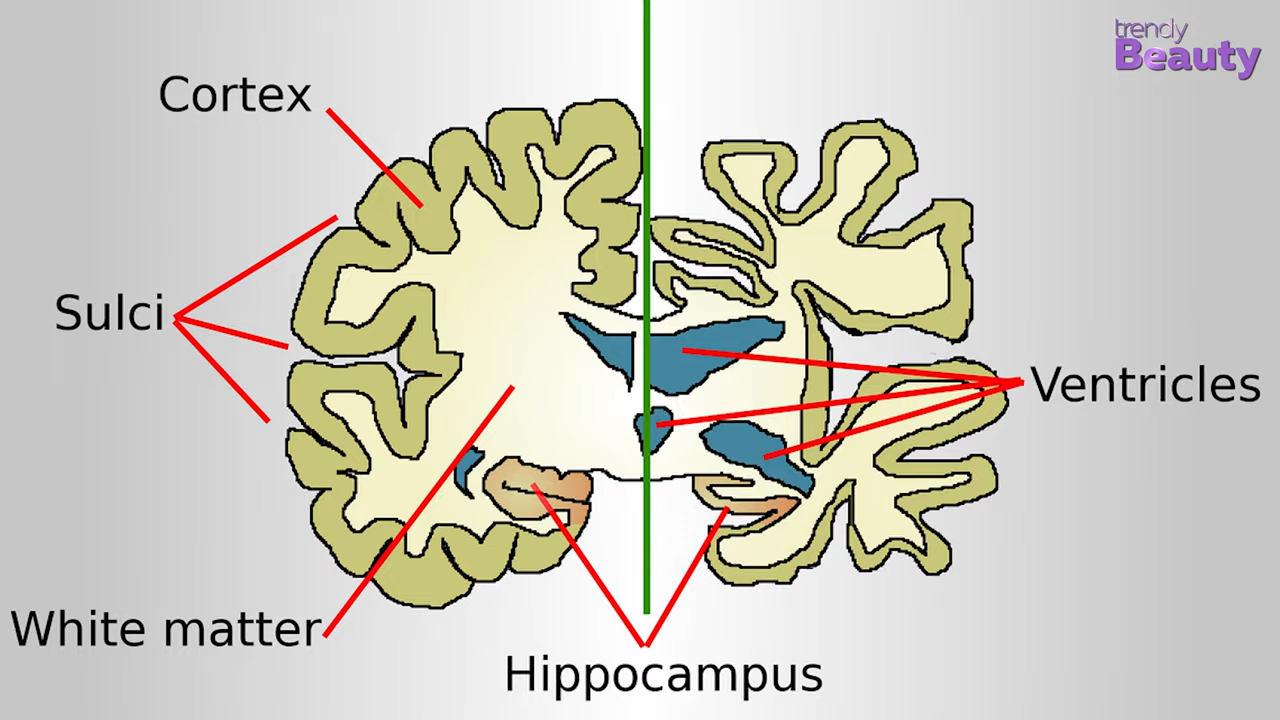 trendy
Beauty
Cortex
Sulci
Ventricles
White matter
Hippocampus